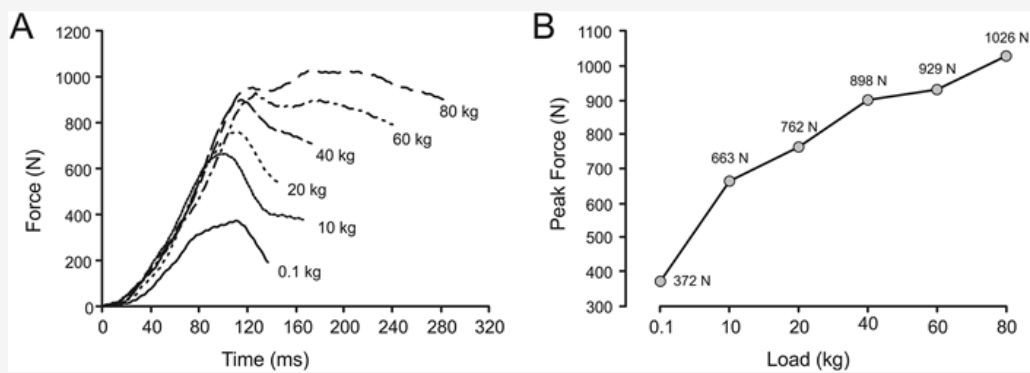 A
1200
1000
800
600
400
200
0
Force (N)
0 40 80 120 160 200 240 280 320
Time (ms)
80 kg
60 kg
40 kg
20 kg
10 kg
0.1 kg
B
1100
1000
900
800
700
600
500
400
300
Peak Force (N)
372 N
663 N
762 N
898 N
929 N
1026 N
0.1 10 20 40 60 80
Load (kg)